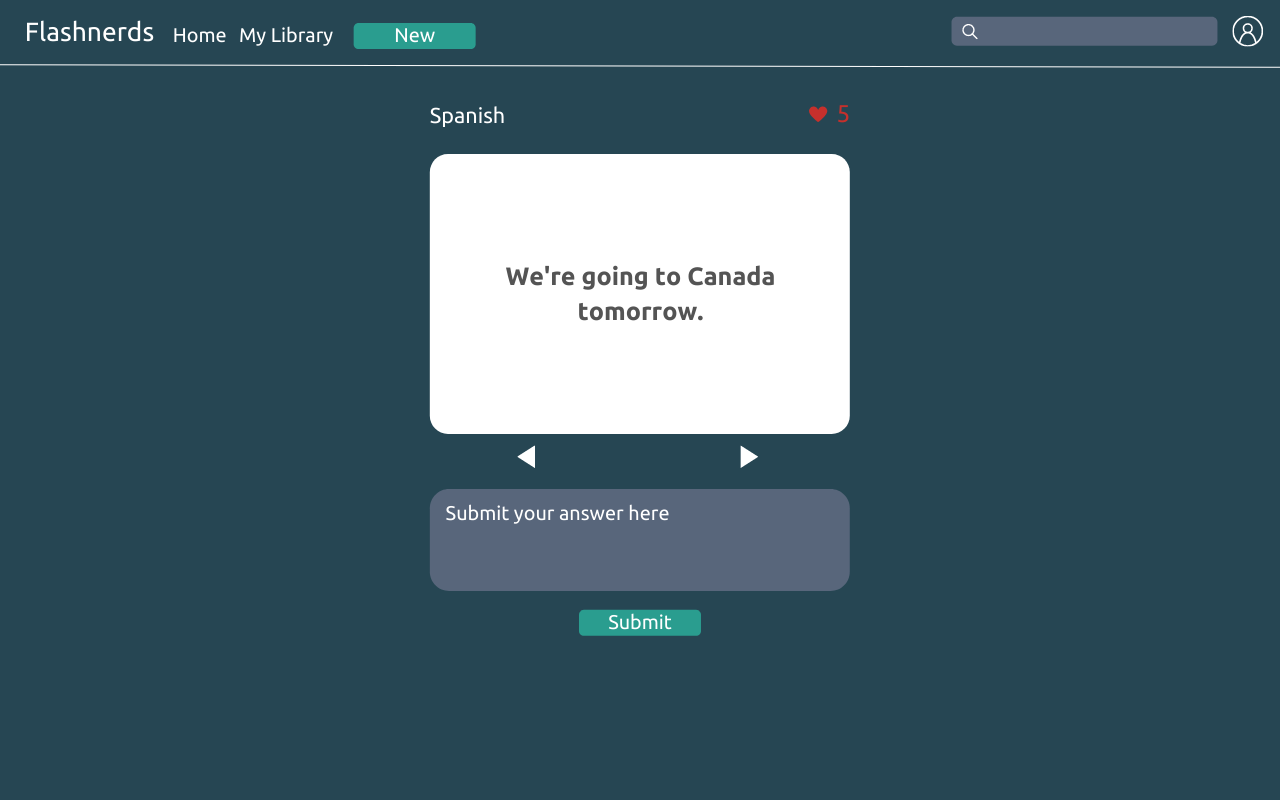 Flashnerds Home My Library New
Spanish 5
We're going to Canada
tomorrow.
Submit your answer here
Submit